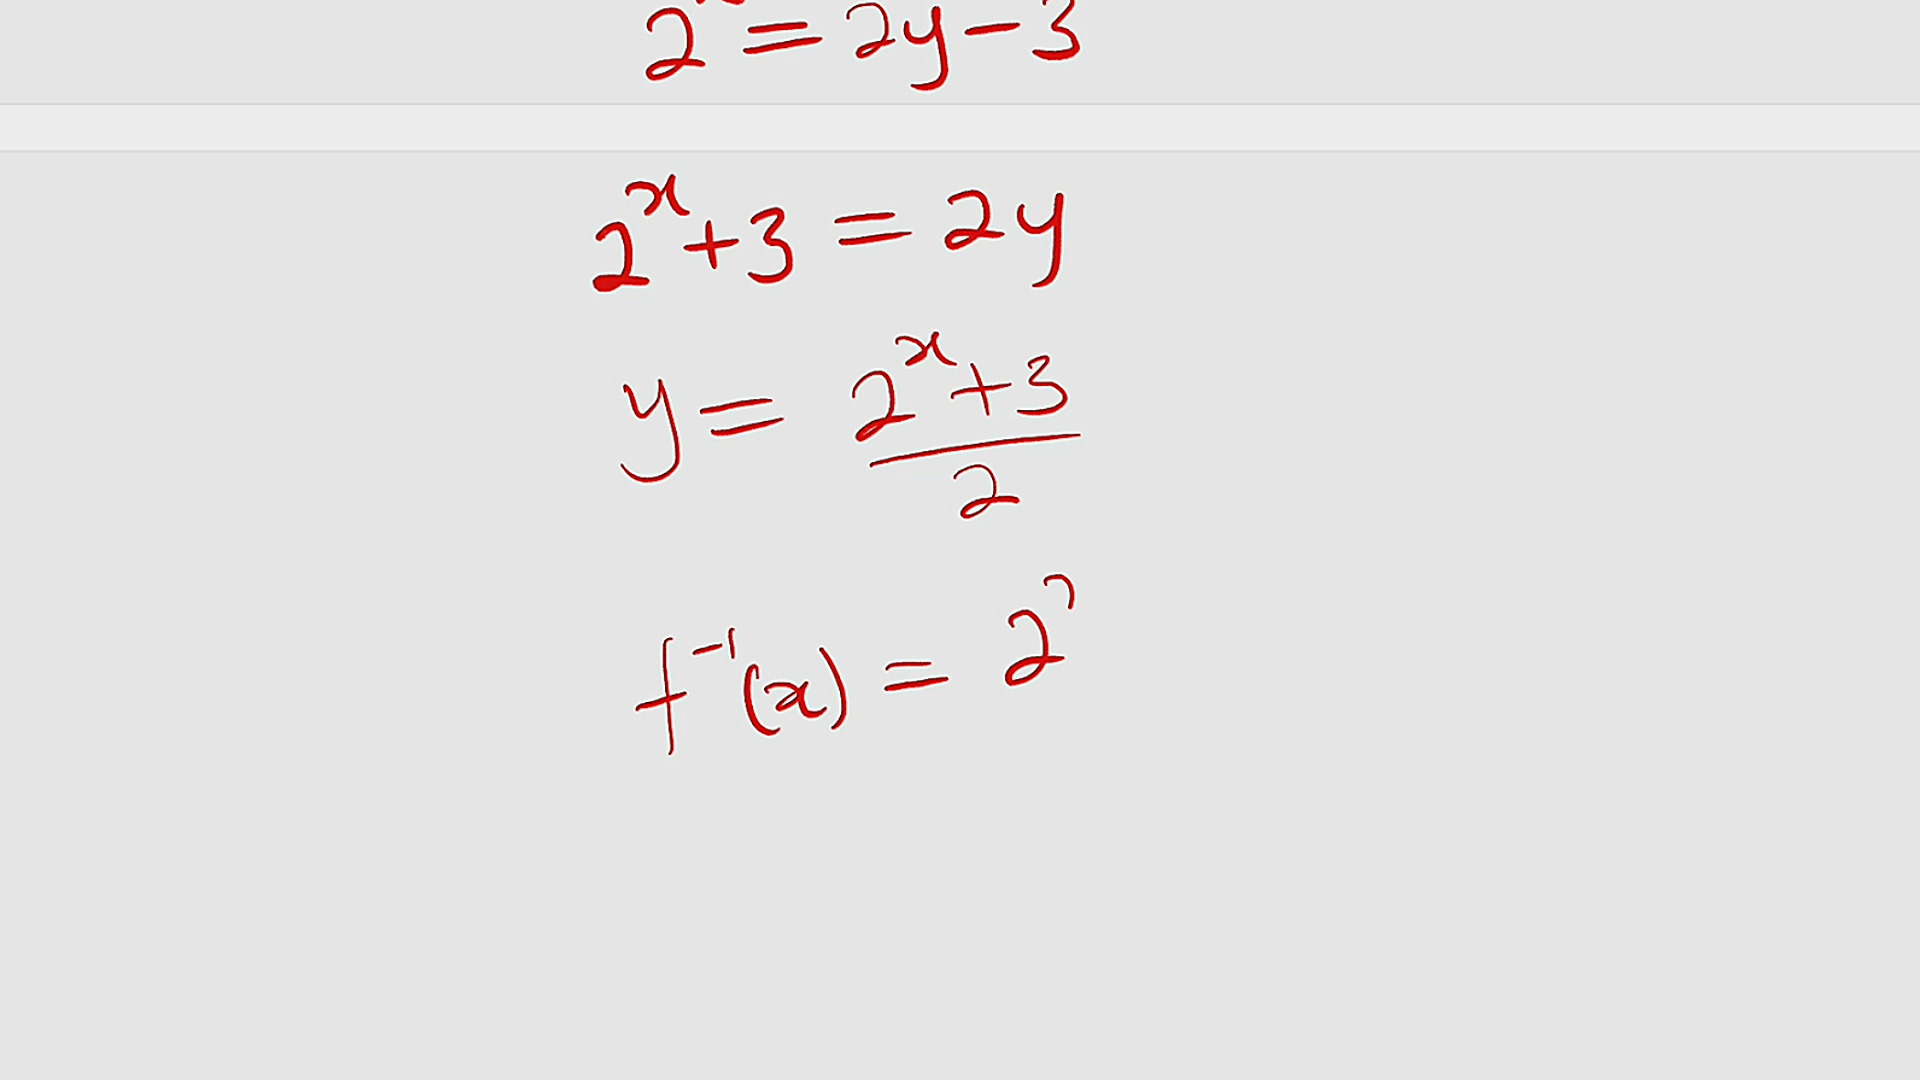 2^x = 2y - 3
2^x + 3 = 2y
y = (2^x + 3)/2
f^-1(x) = 2